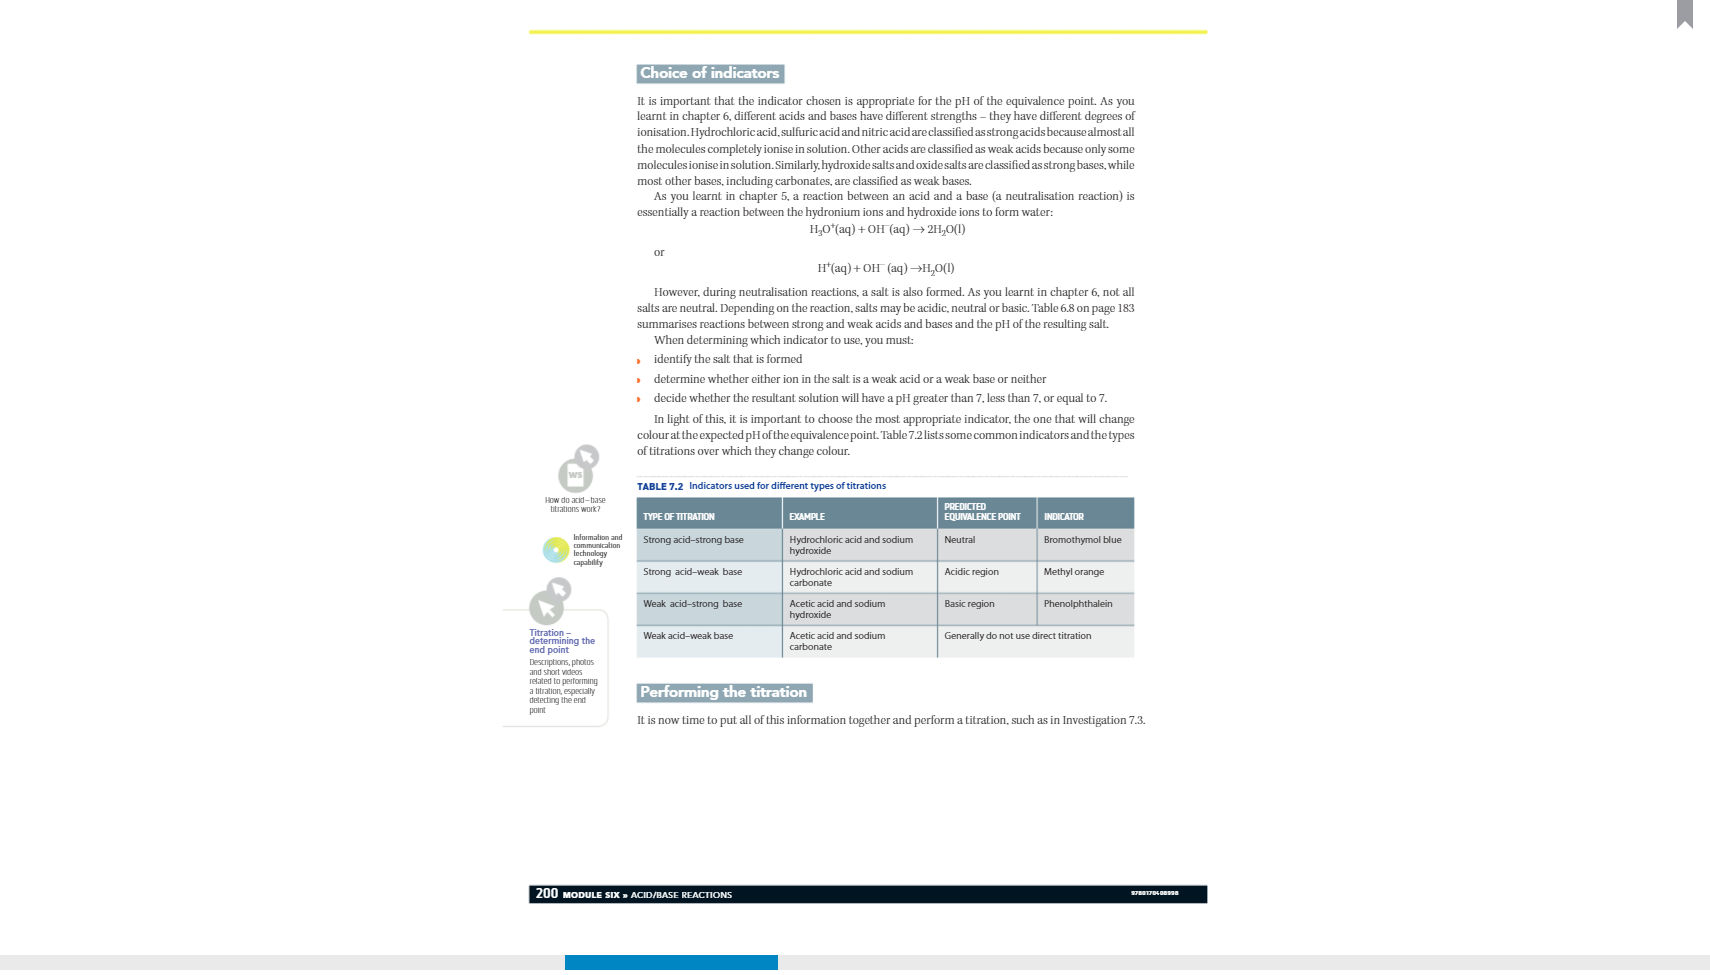 Choice of indicators
It is important that the indicator chosen is appropriate for the pH of the equivalence point. As you
learnt in chapter 6, different acids and bases have different strengths – they have different degrees of
ionisation. Hydrochloric acid, sulfuric acid and nitric acid are classified as strong acids because almost all
the molecules completely ionise in solution. Other acids are classified as weak acids because only some
molecules ionise in solution. Similarly, hydroxide salts and oxide salts are classified as strong bases, while
most other bases, including carbonates, are classified as weak bases.
As you learnt in chapter 5, a reaction between an acid and a base (a neutralisation reaction) is
essentially a reaction between the hydronium ions and hydroxide ions to form water:
H₃O⁺(aq) + OH⁻(aq) → 2H₂O(l)
or
H⁺(aq) + OH⁻ (aq) →H₂O(l)
However, during neutralisation reactions, a salt is also formed. As you learnt in chapter 6, not all
salts are neutral. Depending on the reaction, salts may be acidic, neutral or basic. Table 6.8 on page 183
summarises reactions between strong and weak acids and bases and the pH of the resulting salt.
When determining which indicator to use, you must:
identify the salt that is formed
determine whether either ion in the salt is a weak acid or a weak base or neither
decide whether the resultant solution will have a pH greater than 7, less than 7, or equal to 7.
In light of this, it is important to choose the most appropriate indicator, the one that will change
colour at the expected pH of the equivalence point. Table 7.2 lists some common indicators and the types
of titrations over which they change colour.
WS
How do acid–base
titrations work?
Information and
communication
technology
capability
Titration –
determining the
end point
Descriptions, photos
and short videos
related to performing
a titration, especially
detecting the end
point
TABLE 7.2 Indicators used for different types of titrations
TYPE OF TITRATION EXAMPLE PREDICTED EQUIVALENCE POINT INDICATOR
Strong acid–strong base Hydrochloric acid and sodium hydroxide Neutral Bromothymol blue
Strong acid–weak base Hydrochloric acid and sodium carbonate Acidic region Methyl orange
Weak acid–strong base Acetic acid and sodium hydroxide Basic region Phenolphthalein
Weak acid–weak base Acetic acid and sodium carbonate Generally do not use direct titration
Performing the titration
It is now time to put all of this information together and perform a titration, such as in Investigation 7.3.
200 MODULE SIX » ACID/BASE REACTIONS
9780170408998